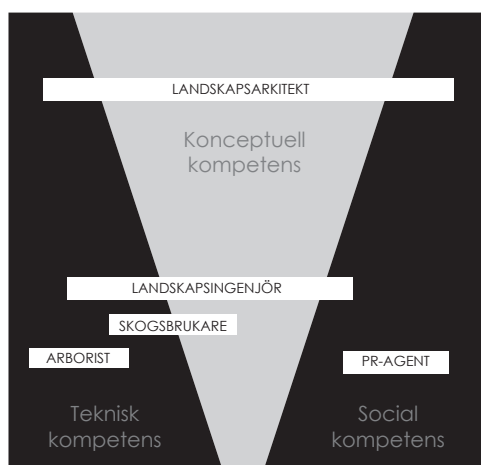 LANDSKAPSARKITEKT
Konceptuell
kompetens
LANDSKAPSINGENJÖR
SKOGSBRUKARE
ARBORIST
PR-AGENT
Teknisk
kompetens
Social
kompetens